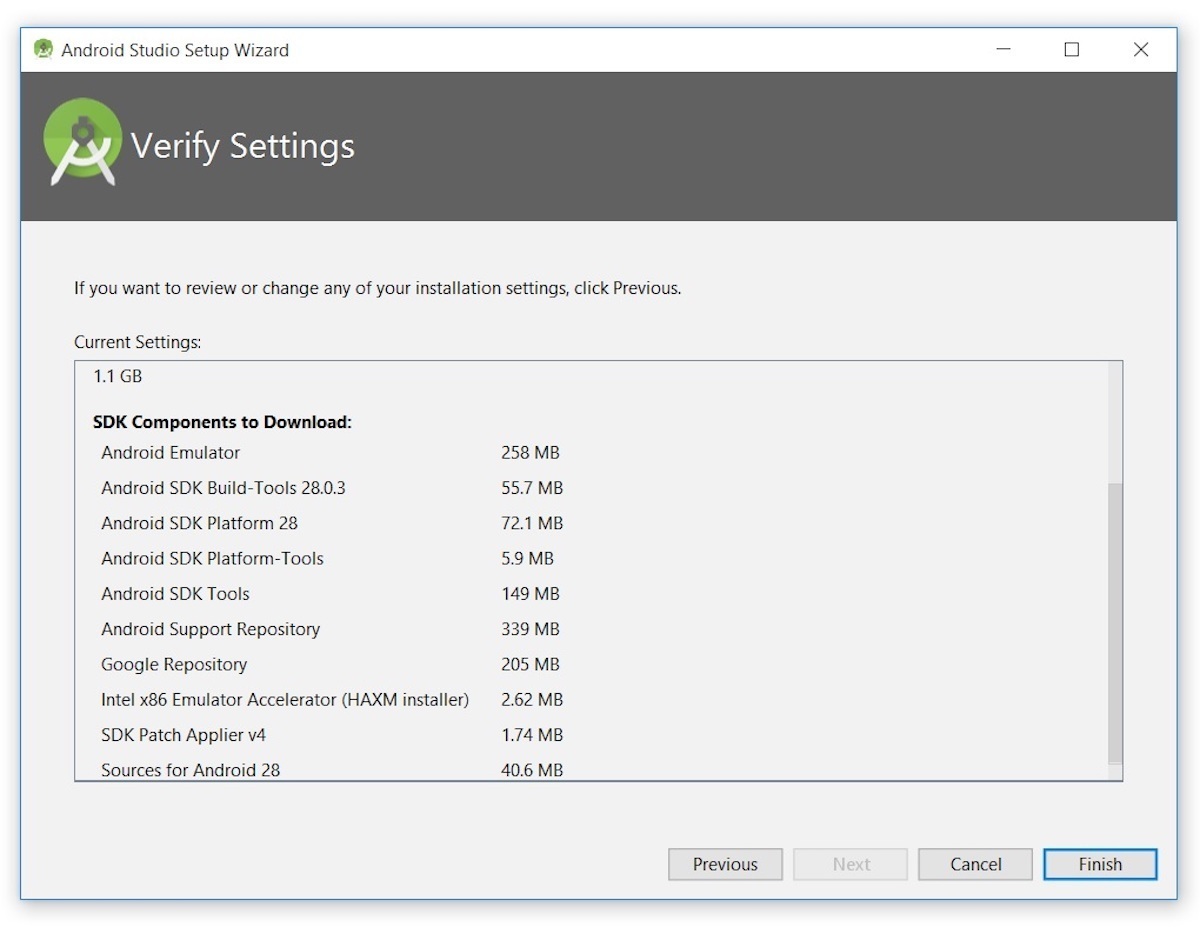 Android Studio Setup Wizard
Verify Settings
If you want to review or change any of your installation settings, click Previous.
Current Settings:
1.1 GB
SDK Components to Download:
Android Emulator 258 MB
Android SDK Build-Tools 28.0.3 55.7 MB
Android SDK Platform 28 72.1 MB
Android SDK Platform-Tools 5.9 MB
Android SDK Tools 149 MB
Android Support Repository 339 MB
Google Repository 205 MB
Intel x86 Emulator Accelerator (HAXM installer) 2.62 MB
SDK Patch Applier v4 1.74 MB
Sources for Android 28 40.6 MB
Previous Next Cancel Finish